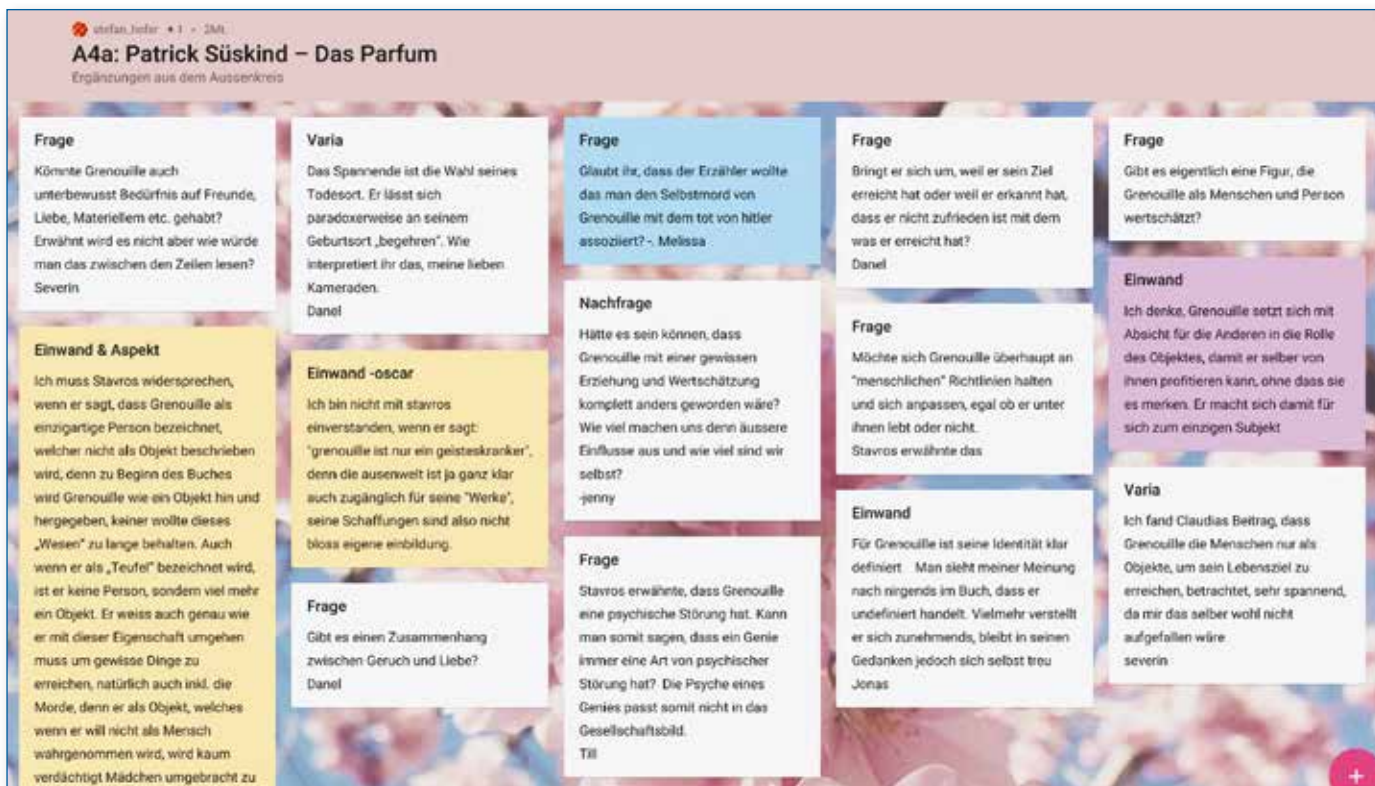 stefan_hofer • 1 • 2Mt.
A4a: Patrick Süskind – Das Parfum
Ergänzungen aus dem Aussenkreis
Frage
Könnte Grenouille auch
unterbewusst Bedürfnis auf Freunde,
Liebe, Materiellem etc. gehabt?
Erwähnt wird es nicht aber wie würde
man das zwischen den Zeilen lesen?
Severin
Einwand & Aspekt
Ich muss Stavros widersprechen,
wenn er sagt, dass Grenouille als
einzigartige Person bezeichnet,
welcher nicht als Objekt beschrieben
wird, denn zu Beginn des Buches
wird Grenouille wie ein Objekt hin und
hergegeben, keiner wollte dieses
„Wesen" zu lange behalten. Auch
wenn er als „Teufel" bezeichnet wird,
ist er keine Person, sondern viel mehr
ein Objekt. Er weiss auch genau wie
er mit dieser Eigenschaft umgehen
muss um gewisse Dinge zu
erreichen, natürlich auch inkl. die
Morde, denn er als Objekt, welches
wenn er will nicht als Mensch
wahrgenommen wird, wird kaum
verdächtigt Mädchen umgebracht zu
Varia
Das Spannende ist die Wahl seines
Todesort. Er lässt sich
paradoxerweise an seinem
Geburtsort „begehren". Wie
interpretiert ihr das, meine lieben
Kameraden.
Danel
Einwand -oscar
Ich bin nicht mit stavros
einverstanden, wenn er sagt:
"grenouille ist nur ein geisteskranker",
denn die ausenwelt ist ja ganz klar
auch zugänglich für seine "Werke",
seine Schaffungen sind also nicht
bloss eigene einbildung.
Frage
Gibt es einen Zusammenhang
zwischen Geruch und Liebe?
Danel
Frage
Glaubt ihr, dass der Erzähler wollte
das man den Selbstmord von
Grenouille mit dem tot von hitler
assoziiert? -. Melissa
Nachfrage
Hätte es sein können, dass
Grenouille mit einer gewissen
Erziehung und Wertschätzung
komplett anders geworden wäre?
Wie viel machen uns denn äussere
Einflusse aus und wie viel sind wir
selbst?
-jenny
Frage
Stavros erwähnte, dass Grenouille
eine psychische Störung hat. Kann
man somit sagen, dass ein Genie
immer eine Art von psychischer
Störung hat? Die Psyche eines
Genies passt somit nicht in das
Gesellschaftsbild.
Till
Frage
Bringt er sich um, weil er sein Ziel
erreicht hat oder weil er erkannt hat,
dass er nicht zufrieden ist mit dem
was er erreicht hat?
Danel
Frage
Möchte sich Grenouille überhaupt an
"menschlichen" Richtlinien halten
und sich anpassen, egal ob er unter
ihnen lebt oder nicht.
Stavros erwähnte das
Einwand
Für Grenouille ist seine Identität klar
definiert Man sieht meiner Meinung
nach nirgends im Buch, dass er
undefiniert handelt. Vielmehr verstellt
er sich zunehmends, bleibt in seinen
Gedanken jedoch sich selbst treu
Jonas
Frage
Gibt es eigentlich eine Figur, die
Grenouille als Menschen und Person
wertschätzt?
Einwand
Ich denke, Grenouille setzt sich mit
Absicht für die Anderen in die Rolle
des Objektes, damit er selber von
ihnen profitieren kann, ohne dass sie
es merken. Er macht sich damit für
sich zum einzigen Subjekt
Varia
Ich fand Claudias Beitrag, dass
Grenouille die Menschen nur als
Objekte, um sein Lebensziel zu
erreichen, betrachtet, sehr spannend,
da mir das selber wohl nicht
aufgefallen wäre
severin